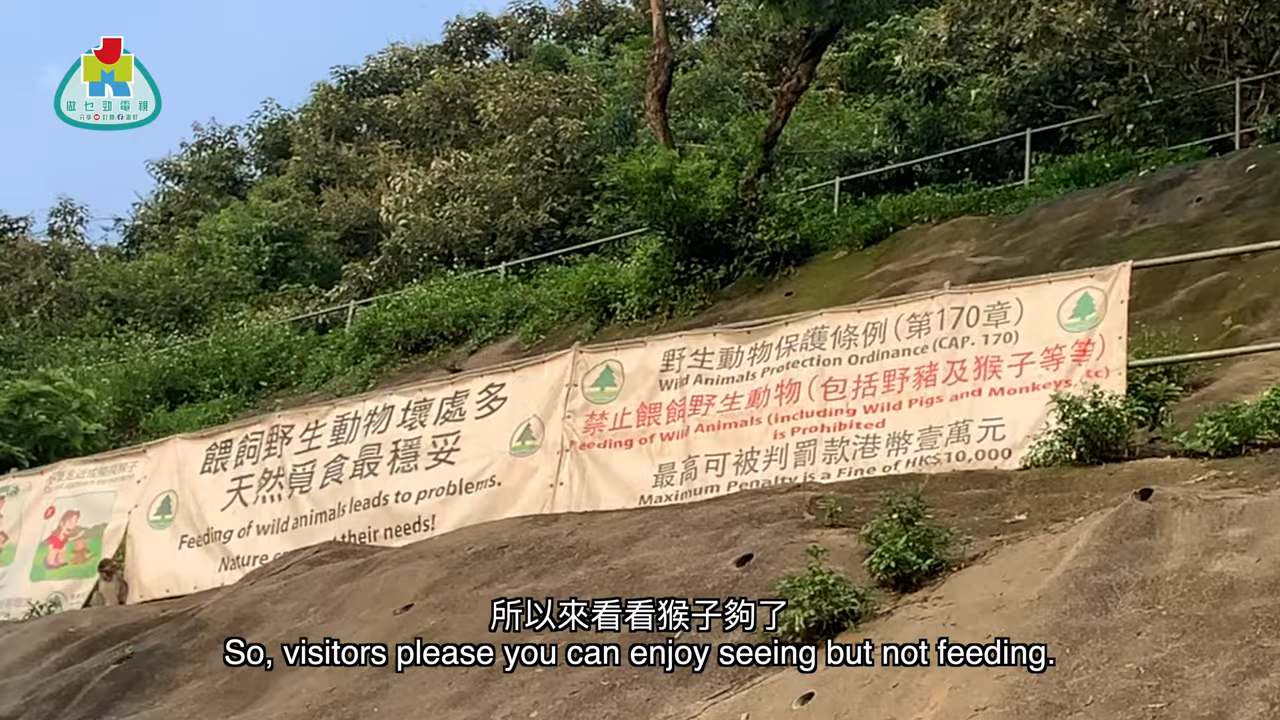 做乜勁電視
餵飼野生動物壞處多
天然覓食最穩妥
Feeding of wild animals leads to problems.
Nature their needs!
野生動物保護條例(第170章)
Wild Animals Protection Ordinance (CAP. 170)
禁止餵飼野生動物(包括野豬及猴子等等)
Feeding of Wild Animals (including Wild Pigs and Monkeys, etc)
is Prohibited
最高可被判罰款港幣壹萬元
Maximum Penalty is a Fine of HK$10,000
所以來看看猴子夠了
So, visitors please you can enjoy seeing but not feeding.